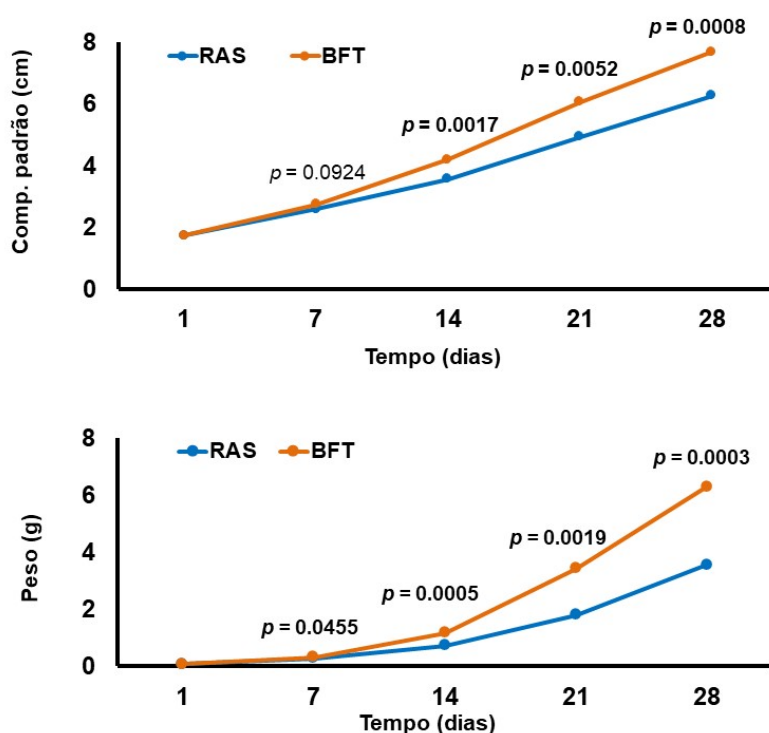 8
RAS BFT
p = 0.0008
p = 0.0052
6
p = 0.0017
4
p = 0.0924
2
0
Comp. padrão (cm)
1 7 14 21 28
Tempo (dias)
8
RAS BFT
p = 0.0003
6
p = 0.0019
4
p = 0.0005
2
p = 0.0455
0
Peso (g)
1 7 14 21 28
Tempo (dias)